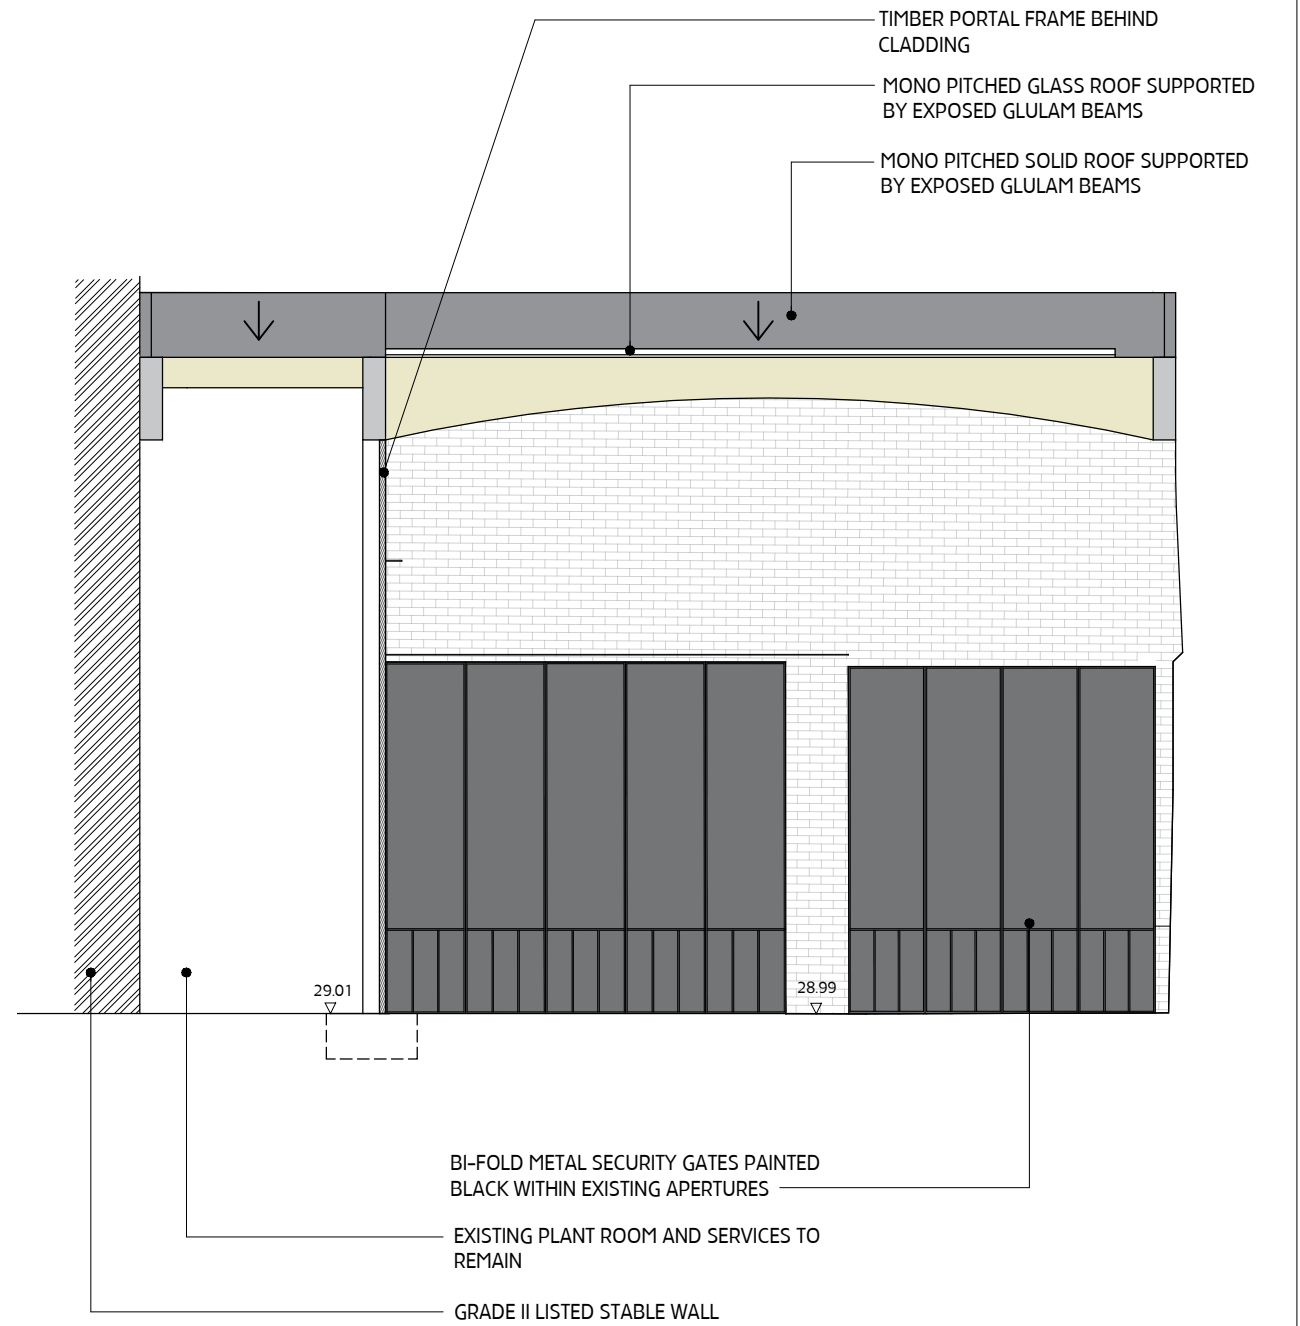 TIMBER PORTAL FRAME BEHIND
CLADDING
MONO PITCHED GLASS ROOF SUPPORTED
BY EXPOSED GLULAM BEAMS
MONO PITCHED SOLID ROOF SUPPORTED
BY EXPOSED GLULAM BEAMS
29.01
28.99
BI-FOLD METAL SECURITY GATES PAINTED
BLACK WITHIN EXISTING APERTURES
EXISTING PLANT ROOM AND SERVICES TO
REMAIN
GRADE II LISTED STABLE WALL